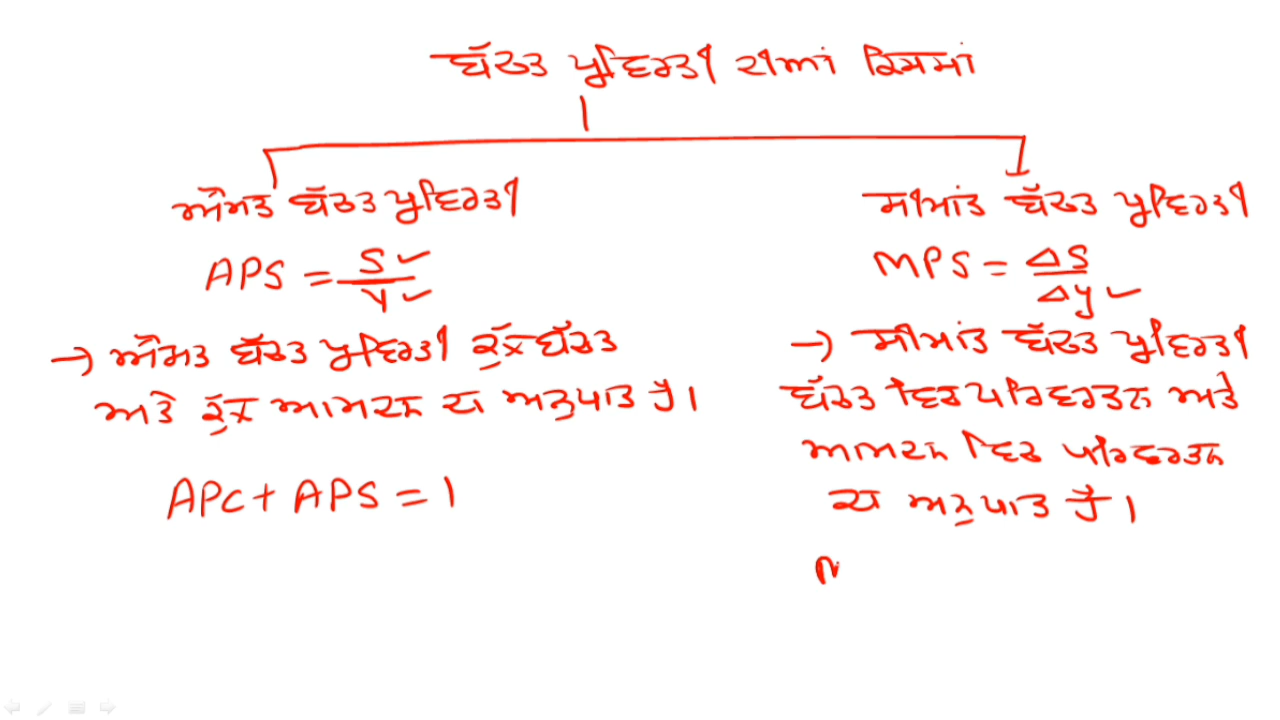 ਬੱਚਤ ਪ੍ਰਵਿਰਤੀ ਦੀਆਂ ਕਿਸਮਾਂ
ਔਸਤ ਬੱਚਤ ਪ੍ਰਵਿਰਤੀ
APS = S ✓ / Y ✓
→ ਔਸਤ ਬੱਚਤ ਪ੍ਰਵਿਰਤੀ ਕੁੱਲ ਬੱਚਤ
ਅਤੇ ਕੁੱਲ ਆਮਦਨ ਦਾ ਅਨੁਪਾਤ ਹੈ।
APC + APS = 1
ਸੀਮਾਂਤ ਬੱਚਤ ਪ੍ਰਵਿਰਤੀ
MPS = ΔS / Δy ✓
→ ਸੀਮਾਂਤ ਬੱਚਤ ਪ੍ਰਵਿਰਤੀ
ਬੱਚਤ ਵਿਚ ਪਰਿਵਰਤਨ ਅਤੇ
ਆਮਦਨ ਵਿਚ ਪਰਿਵਰਤਨ
ਦਾ ਅਨੁਪਾਤ ਹੈ।